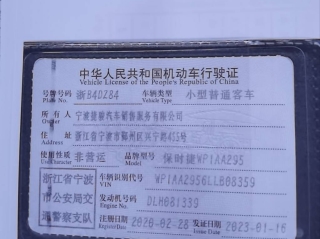 中华人民共和国机动车行驶证
Vehicle License of the People's Republic of China
号牌号码 浙B4DZ84 车辆类型 小型普通客车
Plate No. Vehicle Type
所有人
Owner 宁波捷骅汽车销售服务有限公司
住址 浙江省宁波市鄞州区兴宁路455号
Address
使用性质 非营运 品牌型号 保时捷WP1AA295
Use Character Model
浙江省宁波市公安局交通警察支队
车辆识别代号 WP1AA2956LLB08359
VIN
发动机号码 DLH081339
Engine No.
注册日期 2020-02-28 发证日期 2023-01-16
Register Date Issue Date